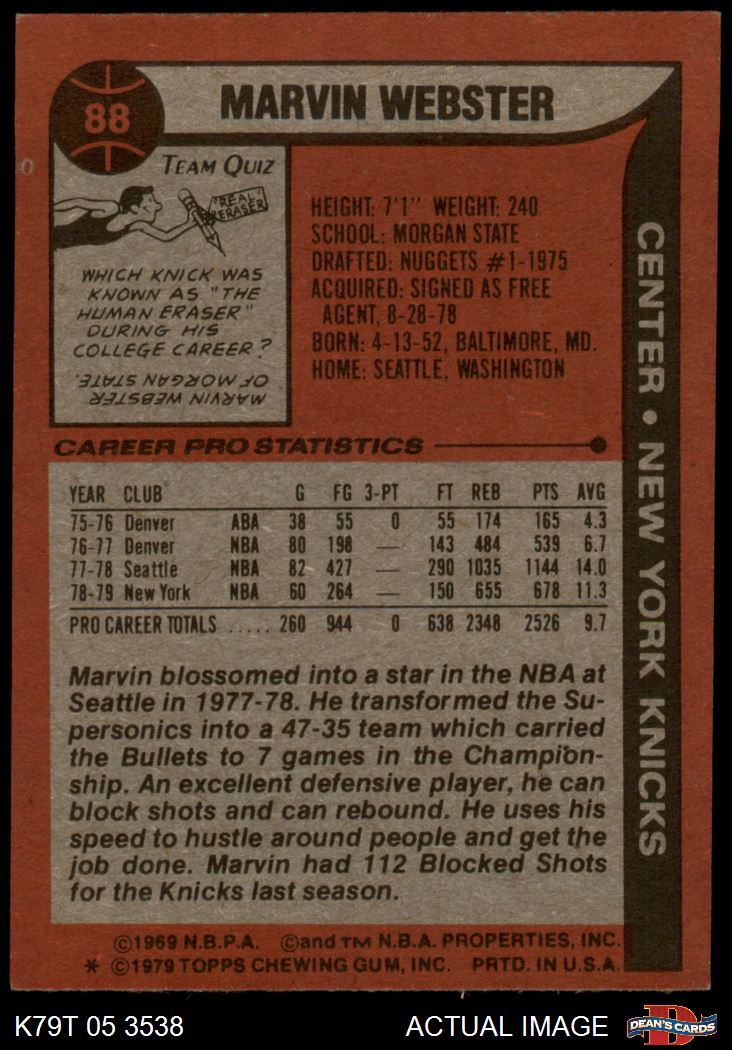 88
MARVIN WEBSTER
TEAM QUIZ
"REAL" ERASER
WHICH KNICK WAS
KNOWN AS "THE
HUMAN ERASER"
DURING HIS
COLLEGE CAREER?
MARVIN WEBSTER
OF MORGAN STATE.
HEIGHT: 7'1" WEIGHT: 240
SCHOOL: MORGAN STATE
DRAFTED: NUGGETS #1-1975
ACQUIRED: SIGNED AS FREE
AGENT, 8-28-78
BORN: 4-13-52, BALTIMORE, MD.
HOME: SEATTLE, WASHINGTON
CENTER • NEW YORK KNICKS
CAREER PRO STATISTICS
YEAR CLUB G FG 3-PT FT REB PTS AVG
75-76 Denver ABA 38 55 0 55 174 165 4.3
76-77 Denver NBA 80 198 — 143 484 539 6.7
77-78 Seattle NBA 82 427 — 290 1035 1144 14.0
78-79 New York NBA 60 264 — 150 655 678 11.3
PRO CAREER TOTALS ..... 260 944 0 638 2348 2526 9.7
Marvin blossomed into a star in the NBA at
Seattle in 1977-78. He transformed the Su-
personics into a 47-35 team which carried
the Bullets to 7 games in the Champion-
ship. An excellent defensive player, he can
block shots and can rebound. He uses his
speed to hustle around people and get the
job done. Marvin had 112 Blocked Shots
for the Knicks last season.
©1969 N.B.P.A. ©and TM N.B.A. PROPERTIES, INC.
* ©1979 TOPPS CHEWING GUM, INC. PRTD. IN U.S.A.
K79T 05 3538
ACTUAL IMAGE
D
DEAN'S CARDS